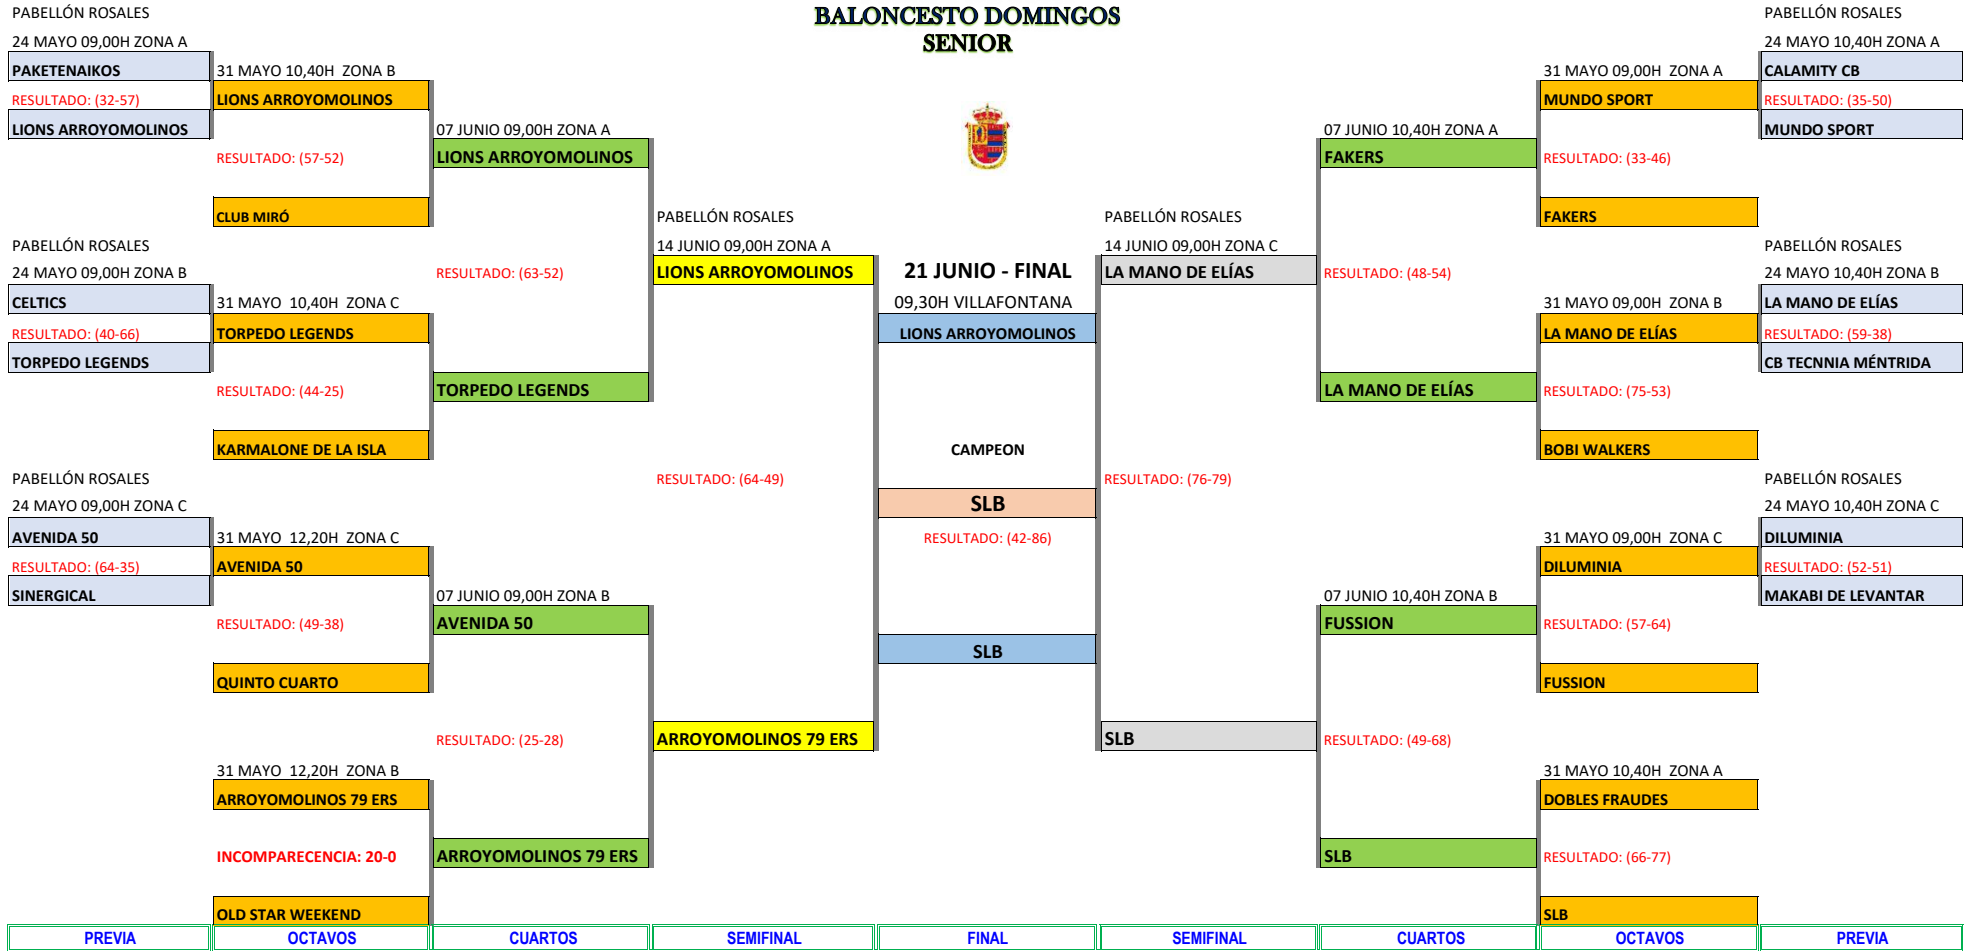 BALONCESTO DOMINGOS
SENIOR
PABELLÓN ROSALES
24 MAYO 09,00H ZONA A
PAKETENAIKOS
RESULTADO: (32-57)
LIONS ARROYOMOLINOS
PABELLÓN ROSALES
24 MAYO 09,00H ZONA B
CELTICS
RESULTADO: (40-66)
TORPEDO LEGENDS
PABELLÓN ROSALES
24 MAYO 09,00H ZONA C
AVENIDA 50
RESULTADO: (64-35)
SINERGICAL
31 MAYO 10,40H ZONA B
LIONS ARROYOMOLINOS
RESULTADO: (57-52)
CLUB MIRÓ
31 MAYO 10,40H ZONA C
TORPEDO LEGENDS
RESULTADO: (44-25)
KARMALONE DE LA ISLA
31 MAYO 12,20H ZONA C
AVENIDA 50
RESULTADO: (49-38)
QUINTO CUARTO
31 MAYO 12,20H ZONA B
ARROYOMOLINOS 79 ERS
INCOMPARECENCIA: 20-0
OLD STAR WEEKEND
07 JUNIO 09,00H ZONA A
LIONS ARROYOMOLINOS
RESULTADO: (63-52)
TORPEDO LEGENDS
07 JUNIO 09,00H ZONA B
AVENIDA 50
RESULTADO: (25-28)
ARROYOMOLINOS 79 ERS
PABELLÓN ROSALES
14 JUNIO 09,00H ZONA A
LIONS ARROYOMOLINOS
RESULTADO: (64-49)
ARROYOMOLINOS 79 ERS
21 JUNIO - FINAL
09,30H VILLAFONTANA
LIONS ARROYOMOLINOS
CAMPEON
SLB
RESULTADO: (42-86)
SLB
PABELLÓN ROSALES
14 JUNIO 09,00H ZONA C
LA MANO DE ELÍAS
RESULTADO: (76-79)
SLB
07 JUNIO 10,40H ZONA A
FAKERS
RESULTADO: (48-54)
LA MANO DE ELÍAS
07 JUNIO 10,40H ZONA B
FUSSION
RESULTADO: (49-68)
SLB
31 MAYO 09,00H ZONA A
MUNDO SPORT
RESULTADO: (33-46)
FAKERS
31 MAYO 09,00H ZONA B
LA MANO DE ELÍAS
RESULTADO: (75-53)
BOBI WALKERS
31 MAYO 09,00H ZONA C
DILUMINIA
RESULTADO: (57-64)
FUSSION
31 MAYO 10,40H ZONA A
DOBLES FRAUDES
RESULTADO: (66-77)
SLB
PABELLÓN ROSALES
24 MAYO 10,40H ZONA A
CALAMITY CB
RESULTADO: (35-50)
MUNDO SPORT
PABELLÓN ROSALES
24 MAYO 10,40H ZONA B
LA MANO DE ELÍAS
RESULTADO: (59-38)
CB TECNNIA MÉNTRIDA
PABELLÓN ROSALES
24 MAYO 10,40H ZONA C
DILUMINIA
RESULTADO: (52-51)
MAKABI DE LEVANTAR
PREVIA OCTAVOS CUARTOS SEMIFINAL FINAL SEMIFINAL CUARTOS OCTAVOS PREVIA